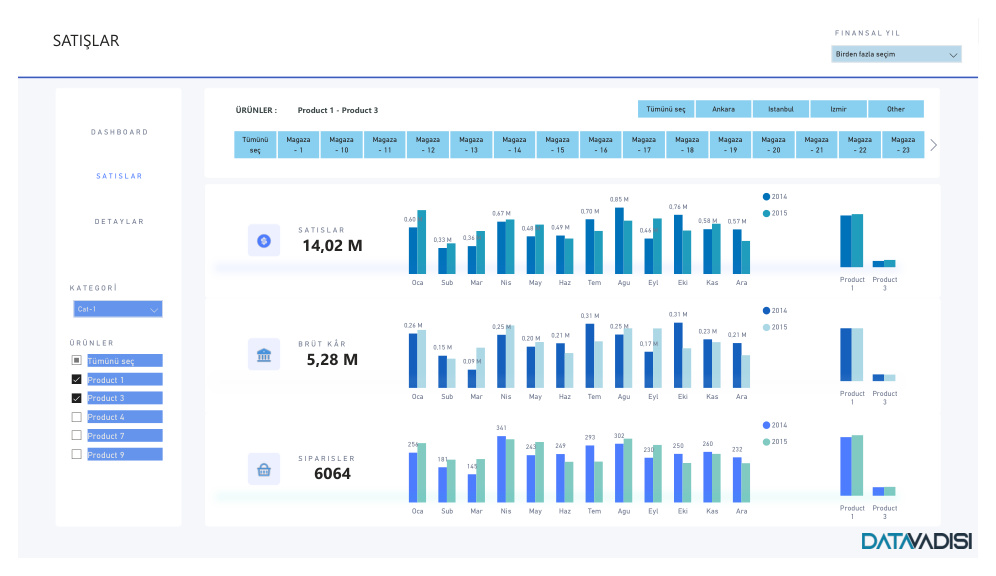 SATIŞLAR
FINANSAL YIL
Birden fazla seçim
DASHBOARD
SATISLAR
DETAYLAR
KATEGORİ
Cat-1
ÜRÜNLER
Tümünü seç
Product 1
Product 3
Product 4
Product 7
Product 9
ÜRÜNLER : Product 1 - Product 3
Tümünü seç Ankara Istanbul Izmir Other
Tümünü seç Magaza - 1 Magaza - 10 Magaza - 11 Magaza - 12 Magaza - 13 Magaza - 14 Magaza - 15 Magaza - 16 Magaza - 17 Magaza - 18 Magaza - 19 Magaza - 20 Magaza - 21 Magaza - 22 Magaza - 23
SATISLAR
14,02 M
0,60 0,33 M 0,36 0,67 M 0,48 0,49 M 0,70 M 0,85 M 0,46 0,76 M 0,58 M 0,57 M
Oca Sub Mar Nis May Haz Tem Agu Eyl Eki Kas Ara
2014
2015
Product 1 Product 3
BRÜT KÂR
5,28 M
0,26 M 0,15 M 0,09 M 0,25 M 0,20 M 0,21 M 0,31 M 0,25 M 0,17 M 0,31 M 0,23 M 0,21 M
Oca Sub Mar Nis May Haz Tem Agu Eyl Eki Kas Ara
2014
2015
Product 1 Product 3
SIPARISLER
6064
256 181 145 341 243 249 293 302 230 250 260 232
Oca Sub Mar Nis May Haz Tem Agu Eyl Eki Kas Ara
2014
2015
Product 1 Product 3
DATAVADISI